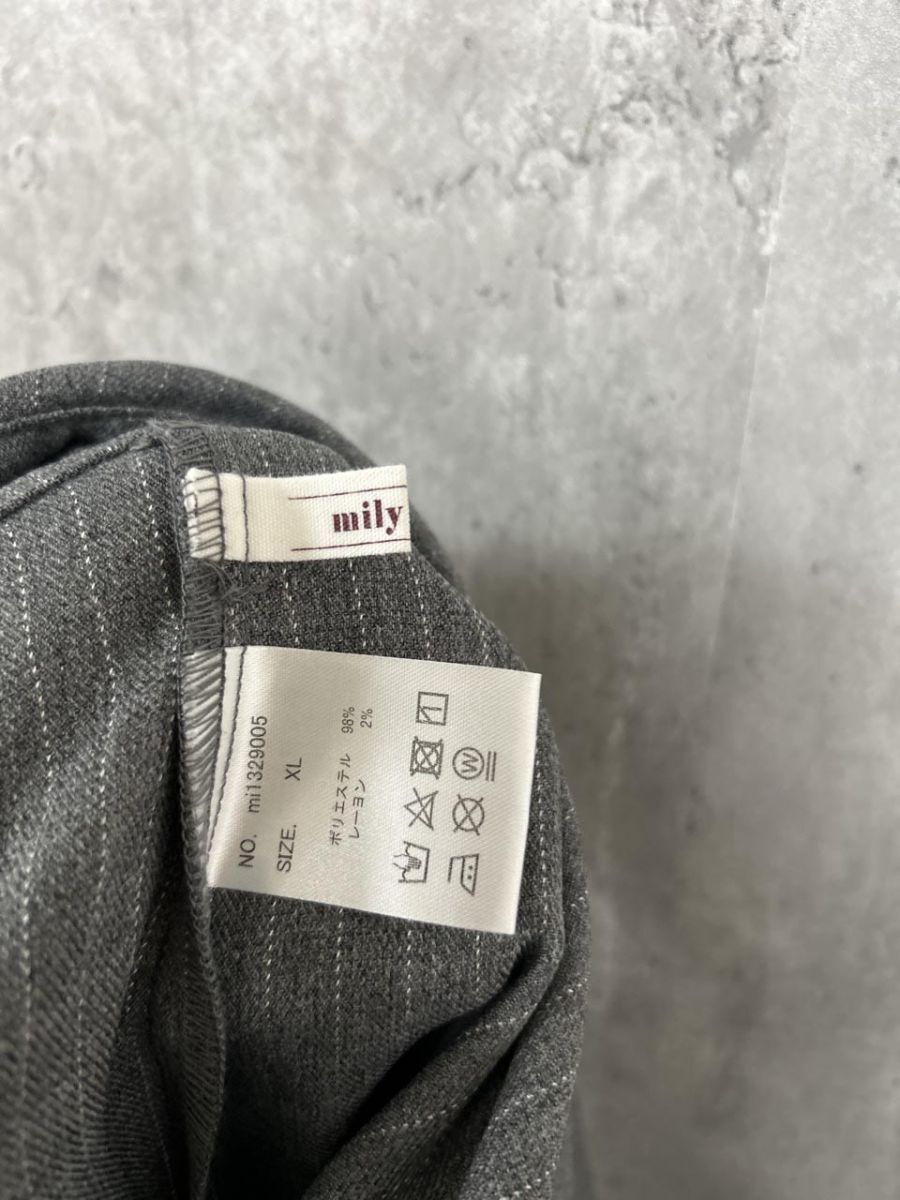 mily
NO. mi1329005
SIZE. XL
ポリエステル 98%
レーヨン 2%
W